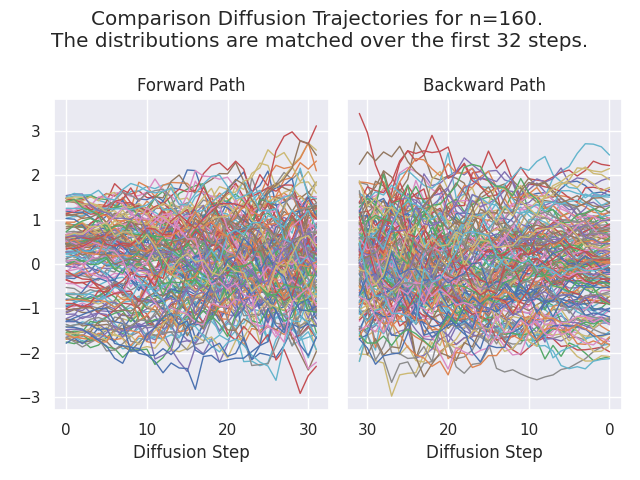 Comparison Diffusion Trajectories for n=160.
The distributions are matched over the first 32 steps.
Forward Path
Backward Path
3
2
1
0
−1
−2
−3
0 10 20 30
30 20 10 0
Diffusion Step
Diffusion Step